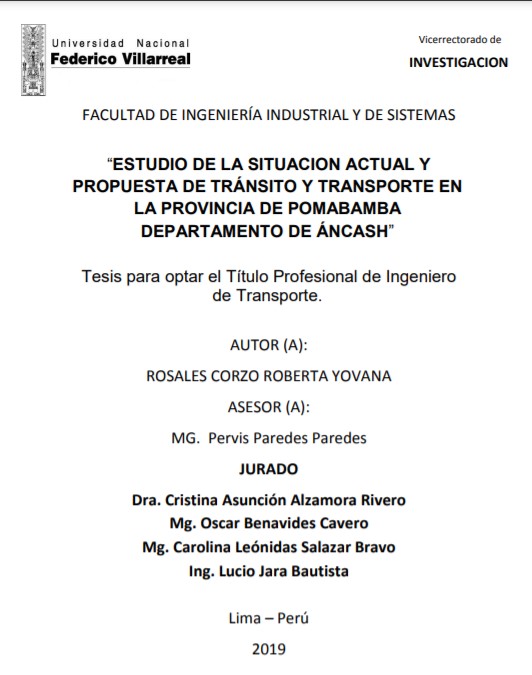 Universidad Nacional
Federico Villarreal
Vicerrectorado de
INVESTIGACION
FACULTAD DE INGENIERÍA INDUSTRIAL Y DE SISTEMAS
“ESTUDIO DE LA SITUACION ACTUAL Y
PROPUESTA DE TRÁNSITO Y TRANSPORTE EN
LA PROVINCIA DE POMABAMBA
DEPARTAMENTO DE ÁNCASH”
Tesis para optar el Título Profesional de Ingeniero
de Transporte.
AUTOR (A):
ROSALES CORZO ROBERTA YOVANA
ASESOR (A):
MG. Pervis Paredes Paredes
JURADO
Dra. Cristina Asunción Alzamora Rivero
Mg. Oscar Benavides Cavero
Mg. Carolina Leónidas Salazar Bravo
Ing. Lucio Jara Bautista
Lima – Perú
2019